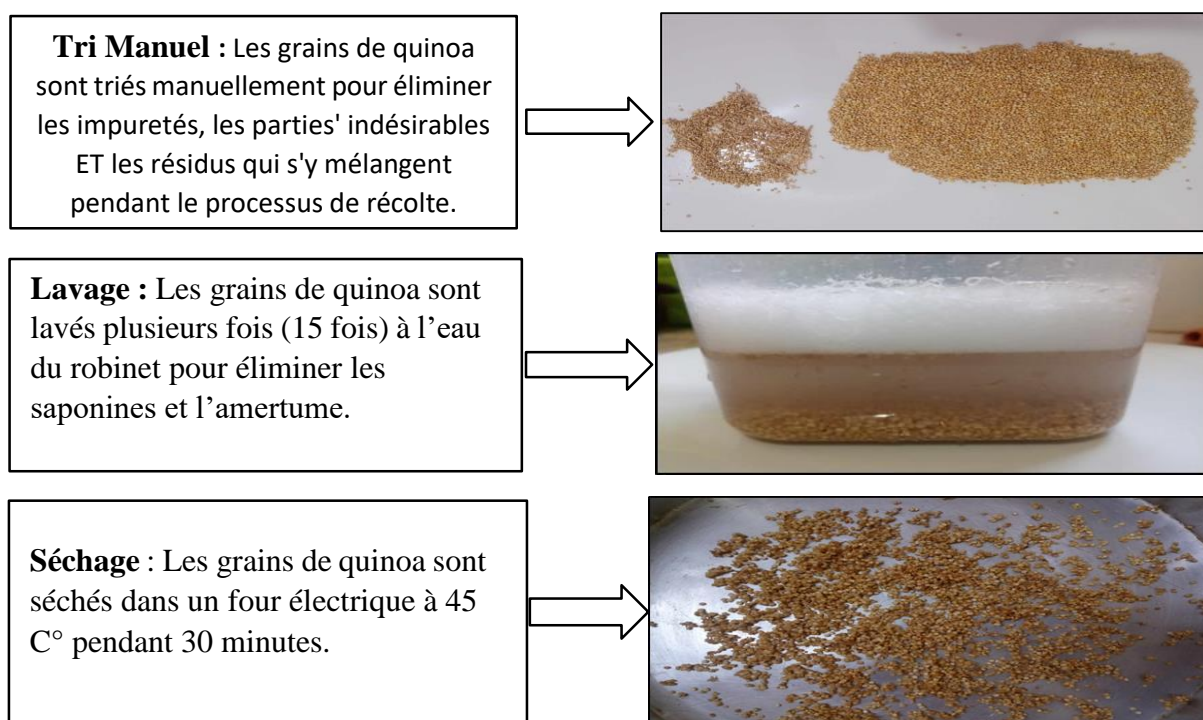 Tri Manuel : Les grains de quinoa
sont triés manuellement pour éliminer
les impuretés, les parties' indésirables
ET les résidus qui s'y mélangent
pendant le processus de récolte.
Lavage : Les grains de quinoa sont
lavés plusieurs fois (15 fois) à l’eau
du robinet pour éliminer les
saponines et l’amertume.
Séchage : Les grains de quinoa sont
séchés dans un four électrique à 45
C° pendant 30 minutes.